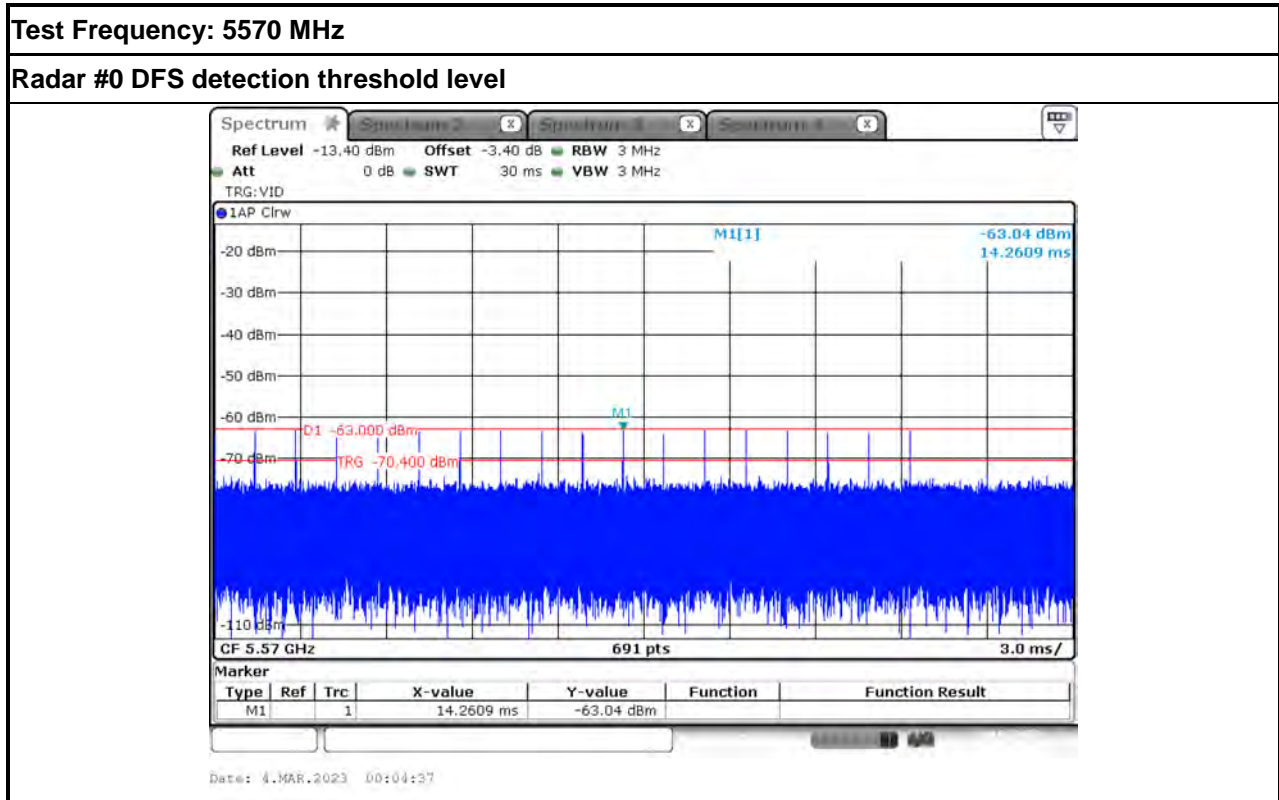 Test Frequency: 5570 MHz
Radar #0 DFS detection threshold level
Spectrum
Ref Level -13.40 dBm Offset -3.40 dB RBW 3 MHz
Att 0 dB SWT 30 ms VBW 3 MHz
TRG:VID
1AP Clrw
M1[1] -63.04 dBm
14.2609 ms
-20 dBm
-30 dBm
-40 dBm
-50 dBm
-60 dBm
M1
D1 -63.000 dBm
-70 dBm
TRG -70.400 dBm
-110 dBm
CF 5.57 GHz 691 pts 3.0 ms/
Marker
Type Ref Trc X-value Y-value Function Function Result
M1 1 14.2609 ms -63.04 dBm
Date: 4.MAR.2023 00:04:37